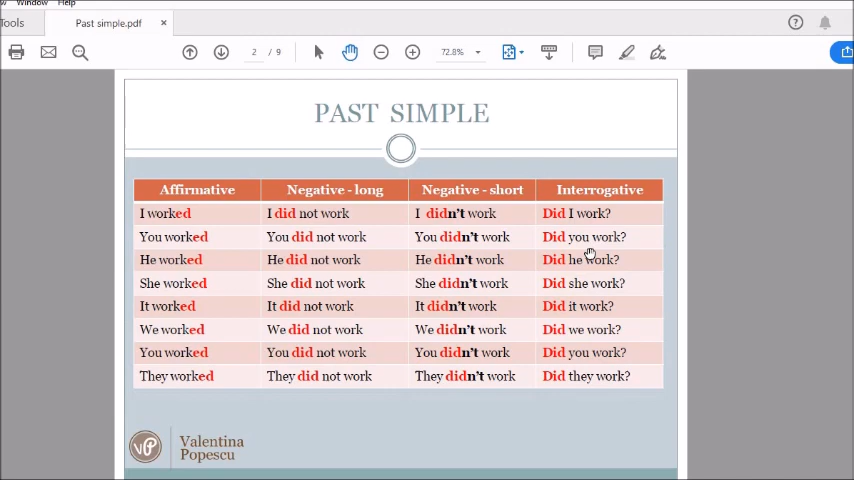 Window Help
Tools Past simple.pdf ×
2 / 9 72.8%
PAST SIMPLE
Affirmative Negative - long Negative - short Interrogative
I worked I did not work I didn't work Did I work?
You worked You did not work You didn't work Did you work?
He worked He did not work He didn't work Did he work?
She worked She did not work She didn't work Did she work?
It worked It did not work It didn't work Did it work?
We worked We did not work We didn't work Did we work?
You worked You did not work You didn't work Did you work?
They worked They did not work They didn't work Did they work?
VP Valentina
Popescu